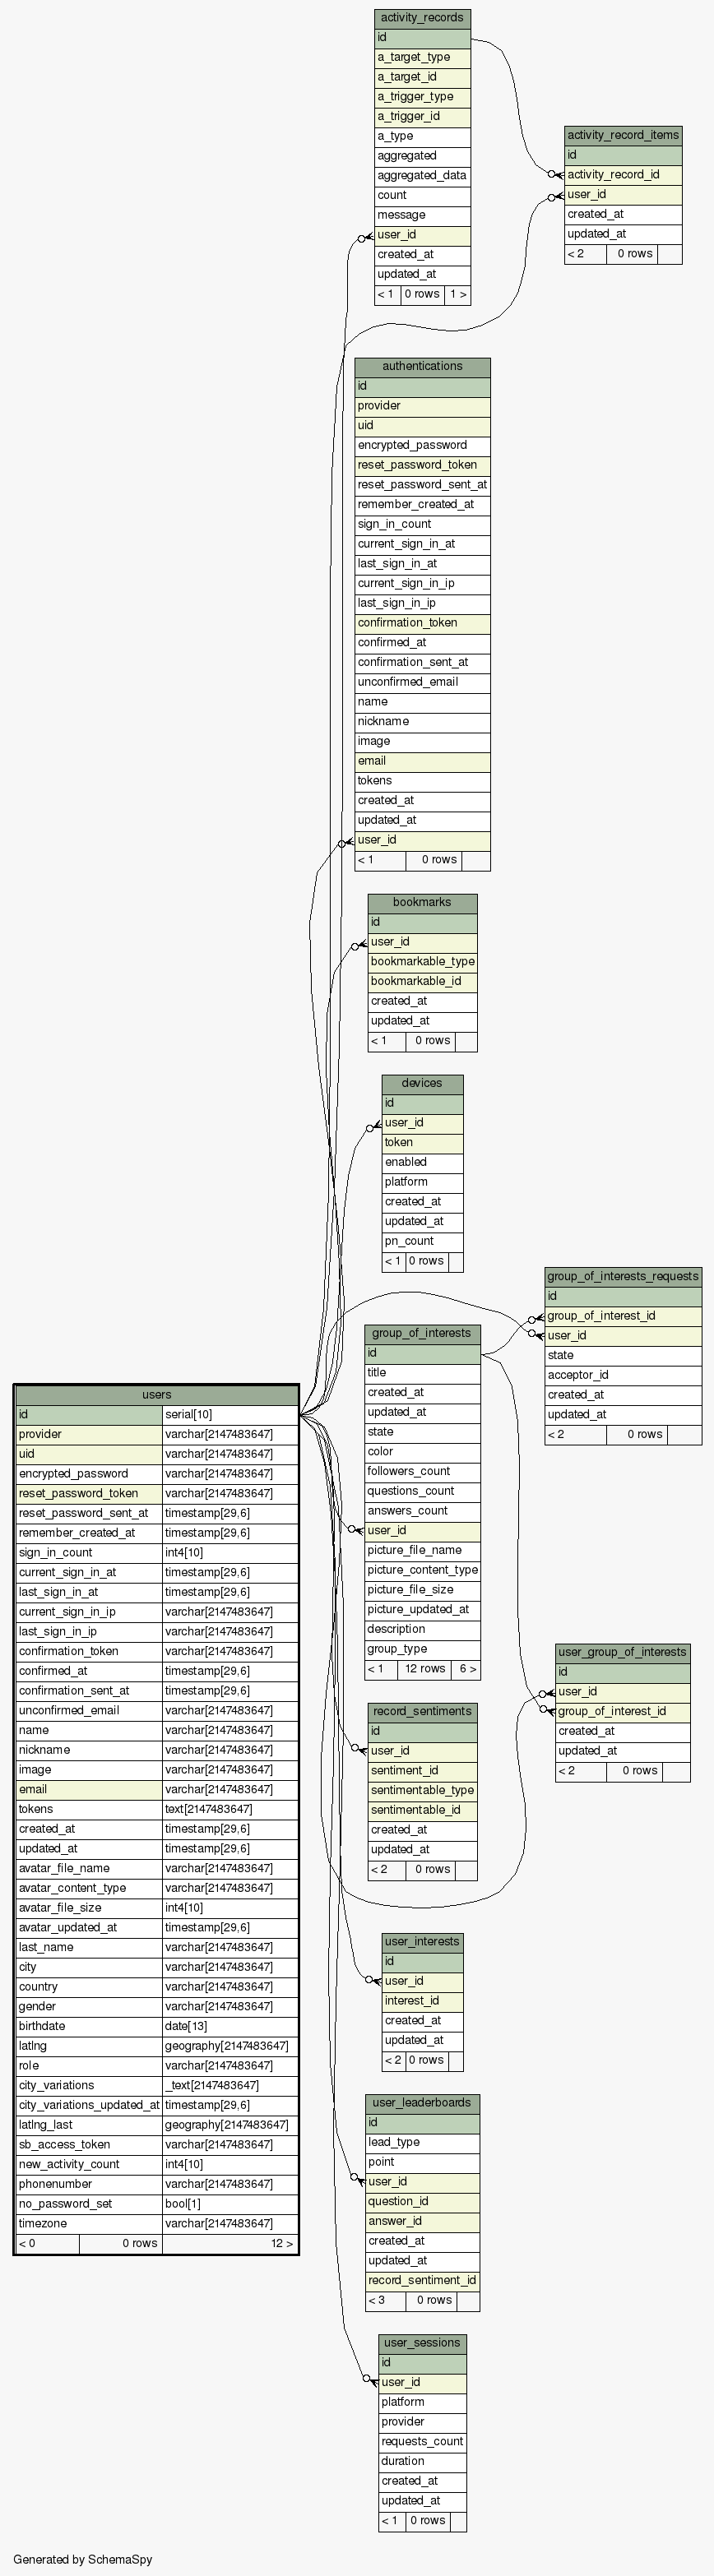 activity_records
id
a_target_type
a_target_id
a_trigger_type
a_trigger_id
a_type
aggregated
aggregated_data
count
message
user_id
created_at
updated_at
< 1 0 rows 1 >
activity_record_items
id
activity_record_id
user_id
created_at
updated_at
< 2 0 rows
authentications
id
provider
uid
encrypted_password
reset_password_token
reset_password_sent_at
remember_created_at
sign_in_count
current_sign_in_at
last_sign_in_at
current_sign_in_ip
last_sign_in_ip
confirmation_token
confirmed_at
confirmation_sent_at
unconfirmed_email
name
nickname
image
email
tokens
created_at
updated_at
user_id
< 1 0 rows
bookmarks
id
user_id
bookmarkable_type
bookmarkable_id
created_at
updated_at
< 1 0 rows
devices
id
user_id
token
enabled
platform
created_at
updated_at
pn_count
< 1 0 rows
group_of_interests_requests
id
group_of_interest_id
user_id
state
acceptor_id
created_at
updated_at
< 2 0 rows
group_of_interests
id
title
created_at
updated_at
state
color
followers_count
questions_count
answers_count
user_id
picture_file_name
picture_content_type
picture_file_size
picture_updated_at
description
group_type
< 1 12 rows 6 >
users
id serial[10]
provider varchar[2147483647]
uid varchar[2147483647]
encrypted_password varchar[2147483647]
reset_password_token varchar[2147483647]
reset_password_sent_at timestamp[29,6]
remember_created_at timestamp[29,6]
sign_in_count int4[10]
current_sign_in_at timestamp[29,6]
last_sign_in_at timestamp[29,6]
current_sign_in_ip varchar[2147483647]
last_sign_in_ip varchar[2147483647]
confirmation_token varchar[2147483647]
confirmed_at timestamp[29,6]
confirmation_sent_at timestamp[29,6]
unconfirmed_email varchar[2147483647]
name varchar[2147483647]
nickname varchar[2147483647]
image varchar[2147483647]
email varchar[2147483647]
tokens text[2147483647]
created_at timestamp[29,6]
updated_at timestamp[29,6]
avatar_file_name varchar[2147483647]
avatar_content_type varchar[2147483647]
avatar_file_size int4[10]
avatar_updated_at timestamp[29,6]
last_name varchar[2147483647]
city varchar[2147483647]
country varchar[2147483647]
gender varchar[2147483647]
birthdate date[13]
latlng geography[2147483647]
role varchar[2147483647]
city_variations _text[2147483647]
city_variations_updated_at timestamp[29,6]
latlng_last geography[2147483647]
sb_access_token varchar[2147483647]
new_activity_count int4[10]
phonenumber varchar[2147483647]
no_password_set bool[1]
timezone varchar[2147483647]
< 0 0 rows 12 >
user_group_of_interests
id
user_id
group_of_interest_id
created_at
updated_at
< 2 0 rows
record_sentiments
id
user_id
sentiment_id
sentimentable_type
sentimentable_id
created_at
updated_at
< 2 0 rows
user_interests
id
user_id
interest_id
created_at
updated_at
< 2 0 rows
user_leaderboards
id
lead_type
point
user_id
question_id
answer_id
created_at
updated_at
record_sentiment_id
< 3 0 rows
user_sessions
id
user_id
platform
provider
requests_count
duration
created_at
updated_at
< 1 0 rows
Generated by SchemaSpy